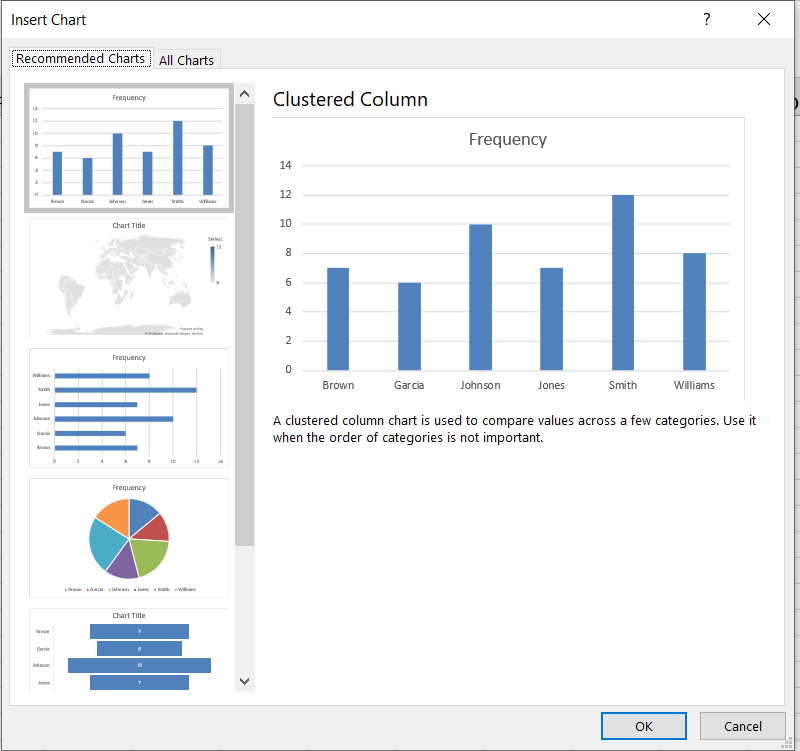 Insert Chart
?
Recommended Charts
All Charts
Frequency
14
12
10
8
6
4
2
0
Brown Garcia Johnson Jones Smith Williams
Chart Title
Series1
12
6
Powered by Bing
Frequency
Williams
Smith
Jones
Johnson
Garcia
Brown
0 2 4 6 8 10 12 14
Frequency
Brown Garcia Johnson Jones Smith Williams
Chart Title
Brown 7
Garcia 6
Johnson 10
Jones 7
Clustered Column
Frequency
14
12
10
8
6
4
2
0
Brown Garcia Johnson Jones Smith Williams
A clustered column chart is used to compare values across a few categories. Use it
when the order of categories is not important.
OK Cancel